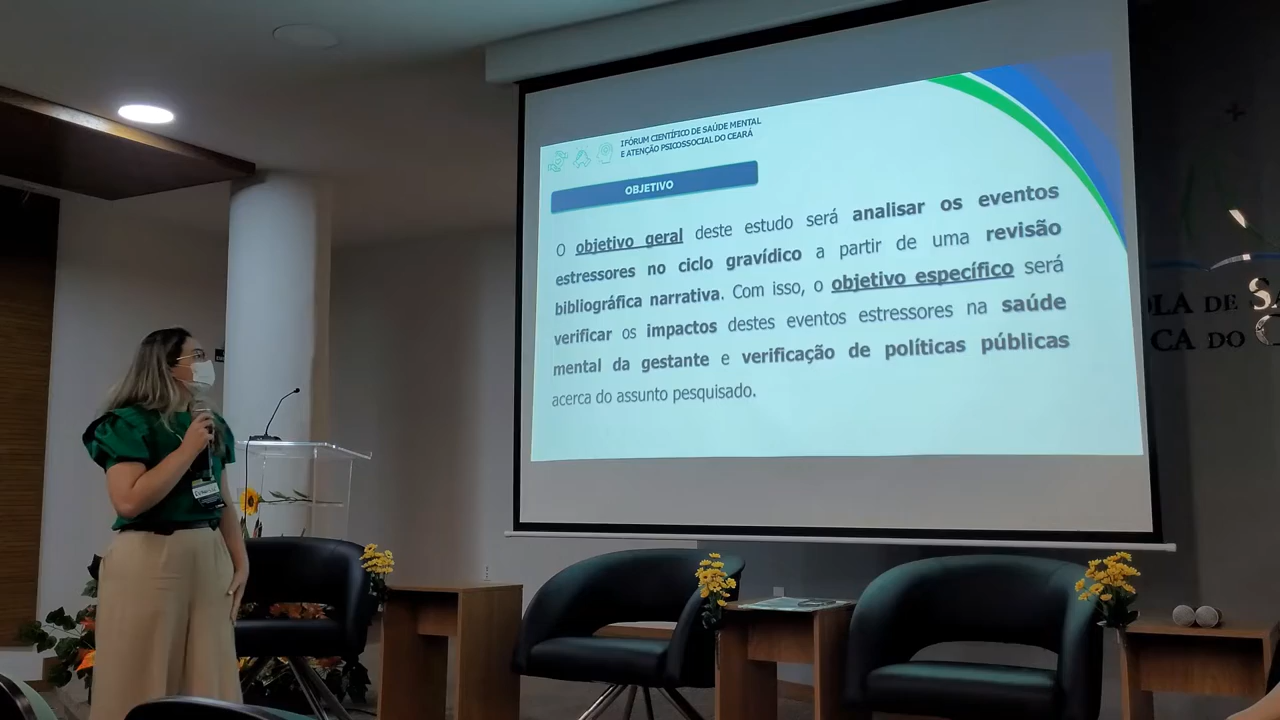 I FÓRUM CIENTÍFICO DE SAÚDE MENTAL
E ATENÇÃO PSICOSSOCIAL DO CEARÁ
OBJETIVO
O objetivo geral deste estudo será analisar os eventos
estressores no ciclo gravídico a partir de uma revisão
bibliográfica narrativa. Com isso, o objetivo específico será
verificar os impactos destes eventos estressores na saúde
mental da gestante e verificação de políticas públicas
acerca do assunto pesquisado.
DE
DO